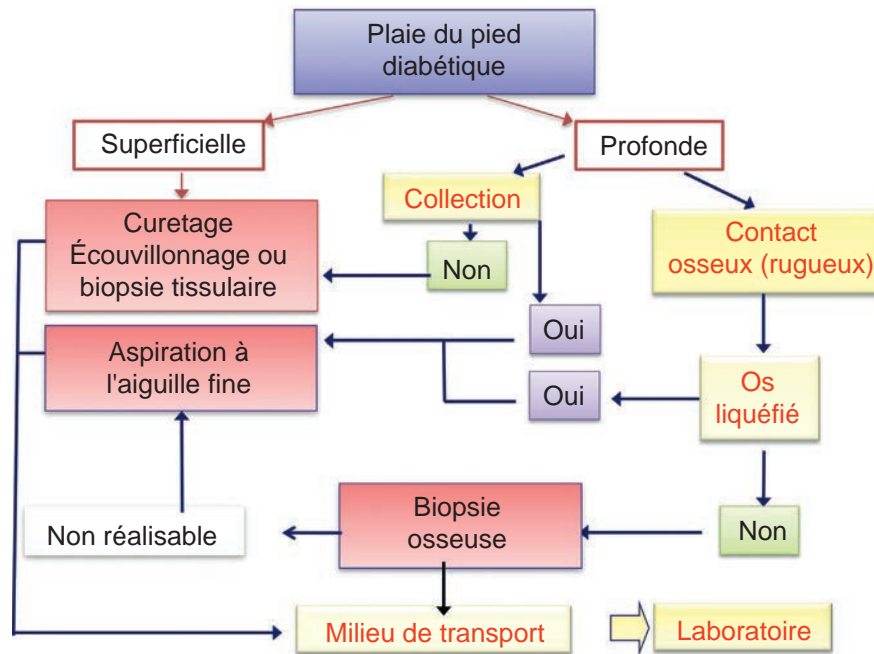 Plaie du pied
diabétique
Superficielle
Profonde
Collection
Curetage
Écouvillonnage ou
biopsie tissulaire
Non
Contact
osseux (rugueux)
Oui
Aspiration à
l'aiguille fine
Oui
Os
liquéfié
Non réalisable
Biopsie
osseuse
Non
Milieu de transport
Laboratoire